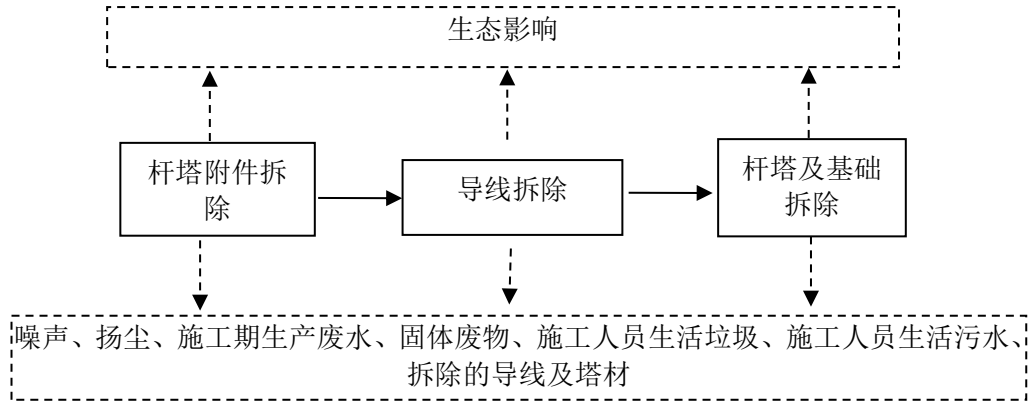 生态影响
杆塔附件拆
除
导线拆除
杆塔及基础
拆除
噪声、扬尘、施工期生产废水、固体废物、施工人员生活垃圾、施工人员生活污水、
拆除的导线及塔材